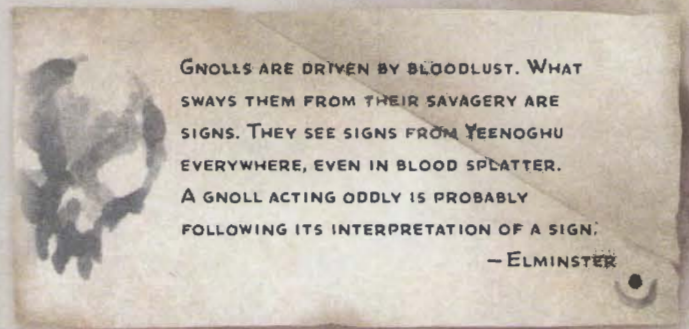 GNOLLS ARE DRIVEN BY BLOODLUST. WHAT
SWAYS THEM FROM THEIR SAVAGERY ARE
SIGNS. THEY SEE SIGNS FROM YEENOGHU
EVERYWHERE, EVEN IN BLOOD SPLATTER.
A GNOLL ACTING ODDLY IS PROBABLY
FOLLOWING ITS INTERPRETATION OF A SIGN.
— ELMINSTER